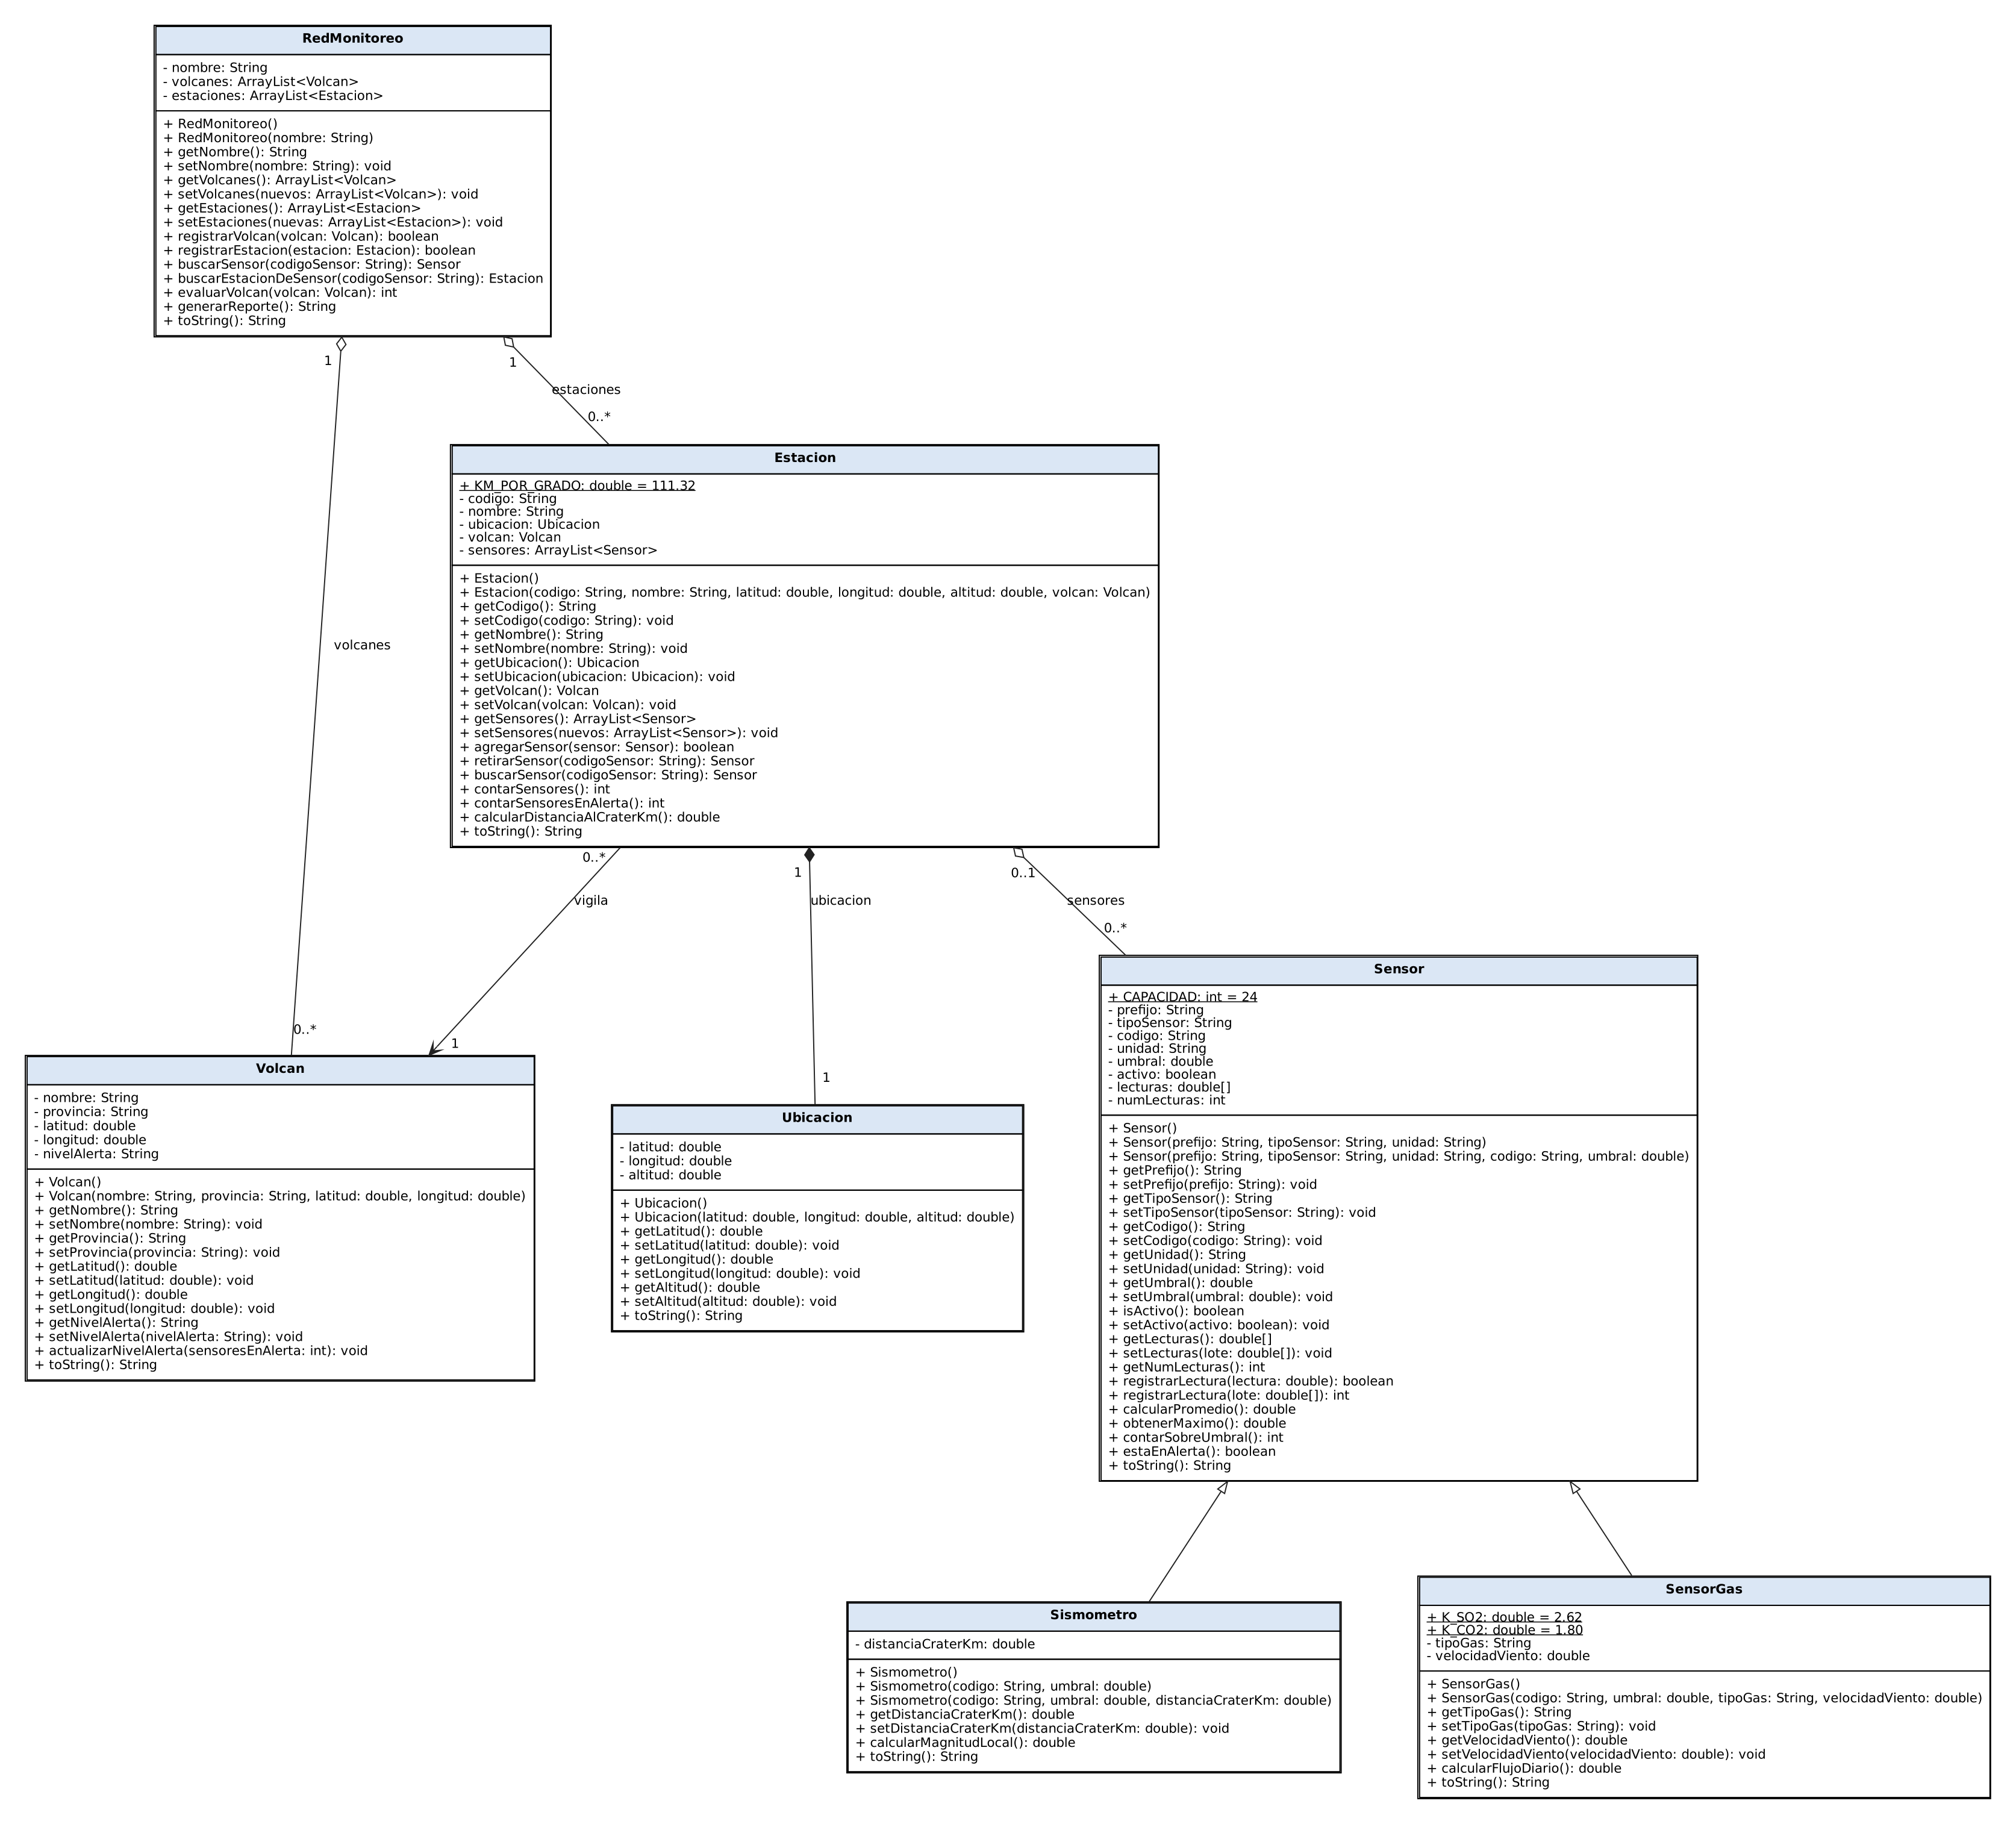 RedMonitoreo
- nombre: String
- volcanes: ArrayList<Volcan>
- estaciones: ArrayList<Estacion>
+ RedMonitoreo()
+ RedMonitoreo(nombre: String)
+ getNombre(): String
+ setNombre(nombre: String): void
+ getVolcanes(): ArrayList<Volcan>
+ setVolcanes(nuevos: ArrayList<Volcan>): void
+ getEstaciones(): ArrayList<Estacion>
+ setEstaciones(nuevas: ArrayList<Estacion>): void
+ registrarVolcan(volcan: Volcan): boolean
+ registrarEstacion(estacion: Estacion): boolean
+ buscarSensor(codigoSensor: String): Sensor
+ buscarEstacionDeSensor(codigoSensor: String): Estacion
+ evaluarVolcan(volcan: Volcan): int
+ generarReporte(): String
+ toString(): String
1
1
estaciones
0..*
volcanes
0..*
Estacion
+ KM_POR_GRADO: double = 111.32
- codigo: String
- nombre: String
- ubicacion: Ubicacion
- volcan: Volcan
- sensores: ArrayList<Sensor>
+ Estacion()
+ Estacion(codigo: String, nombre: String, latitud: double, longitud: double, altitud: double, volcan: Volcan)
+ getCodigo(): String
+ setCodigo(codigo: String): void
+ getNombre(): String
+ setNombre(nombre: String): void
+ getUbicacion(): Ubicacion
+ setUbicacion(ubicacion: Ubicacion): void
+ getVolcan(): Volcan
+ setVolcan(volcan: Volcan): void
+ getSensores(): ArrayList<Sensor>
+ setSensores(nuevos: ArrayList<Sensor>): void
+ agregarSensor(sensor: Sensor): boolean
+ retirarSensor(codigoSensor: String): Sensor
+ buscarSensor(codigoSensor: String): Sensor
+ contarSensores(): int
+ contarSensoresEnAlerta(): int
+ calcularDistanciaAlCraterKm(): double
+ toString(): String
0..*
vigila
1
1
ubicacion
1
0..1
sensores
0..*
Volcan
- nombre: String
- provincia: String
- latitud: double
- longitud: double
- nivelAlerta: String
+ Volcan()
+ Volcan(nombre: String, provincia: String, latitud: double, longitud: double)
+ getNombre(): String
+ setNombre(nombre: String): void
+ getProvincia(): String
+ setProvincia(provincia: String): void
+ getLatitud(): double
+ setLatitud(latitud: double): void
+ getLongitud(): double
+ setLongitud(longitud: double): void
+ getNivelAlerta(): String
+ setNivelAlerta(nivelAlerta: String): void
+ actualizarNivelAlerta(sensoresEnAlerta: int): void
+ toString(): String
Ubicacion
- latitud: double
- longitud: double
- altitud: double
+ Ubicacion()
+ Ubicacion(latitud: double, longitud: double, altitud: double)
+ getLatitud(): double
+ setLatitud(latitud: double): void
+ getLongitud(): double
+ setLongitud(longitud: double): void
+ getAltitud(): double
+ setAltitud(altitud: double): void
+ toString(): String
Sensor
+ CAPACIDAD: int = 24
- prefijo: String
- tipoSensor: String
- codigo: String
- unidad: String
- umbral: double
- activo: boolean
- lecturas: double[]
- numLecturas: int
+ Sensor()
+ Sensor(prefijo: String, tipoSensor: String, unidad: String)
+ Sensor(prefijo: String, tipoSensor: String, unidad: String, codigo: String, umbral: double)
+ getPrefijo(): String
+ setPrefijo(prefijo: String): void
+ getTipoSensor(): String
+ setTipoSensor(tipoSensor: String): void
+ getCodigo(): String
+ setCodigo(codigo: String): void
+ getUnidad(): String
+ setUnidad(unidad: String): void
+ getUmbral(): double
+ setUmbral(umbral: double): void
+ isActivo(): boolean
+ setActivo(activo: boolean): void
+ getLecturas(): double[]
+ setLecturas(lote: double[]): void
+ getNumLecturas(): int
+ registrarLectura(lectura: double): boolean
+ registrarLectura(lote: double[]): int
+ calcularPromedio(): double
+ obtenerMaximo(): double
+ contarSobreUmbral(): int
+ estaEnAlerta(): boolean
+ toString(): String
Sismometro
- distanciaCraterKm: double
+ Sismometro()
+ Sismometro(codigo: String, umbral: double)
+ Sismometro(codigo: String, umbral: double, distanciaCraterKm: double)
+ getDistanciaCraterKm(): double
+ setDistanciaCraterKm(distanciaCraterKm: double): void
+ calcularMagnitudLocal(): double
+ toString(): String
SensorGas
+ K_SO2: double = 2.62
+ K_CO2: double = 1.80
- tipoGas: String
- velocidadViento: double
+ SensorGas()
+ SensorGas(codigo: String, umbral: double, tipoGas: String, velocidadViento: double)
+ getTipoGas(): String
+ setTipoGas(tipoGas: String): void
+ getVelocidadViento(): double
+ setVelocidadViento(velocidadViento: double): void
+ calcularFlujoDiario(): double
+ toString(): String